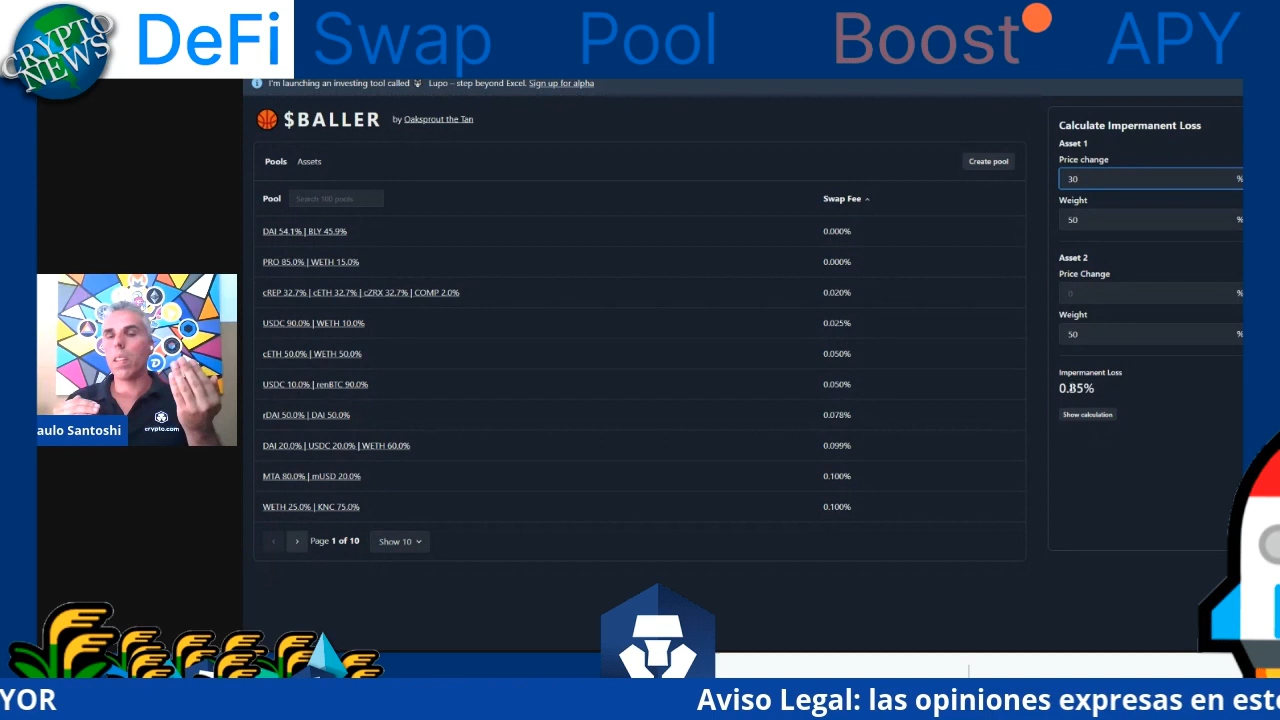 CRYPTO
NEWS
DeFi Swap Pool Boost APY
I'm launching an investing tool called Lupo – step beyond Excel. Sign up for alpha
$BALLER by Oaksprout the Tan
Pools Assets Create pool
Pool Search 100 pools Swap Fee
DAI 54.1% | BLY 45.9% 0.000%
PRO 85.0% | WETH 15.0% 0.000%
cREP 32.7% | cETH 32.7% | cZRX 32.7% | COMP 2.0% 0.020%
USDC 90.0% | WETH 10.0% 0.025%
cETH 50.0% | WETH 50.0% 0.050%
USDC 10.0% | renBTC 90.0% 0.050%
rDAI 50.0% | DAI 50.0% 0.078%
DAI 20.0% | USDC 20.0% | WETH 60.0% 0.099%
MTA 80.0% | mUSD 20.0% 0.100%
WETH 25.0% | KNC 75.0% 0.100%
Page 1 of 10 Show 10
Calculate Impermanent Loss
Asset 1
Price change
30 %
Weight
50 %
Asset 2
Price Change
0 %
Weight
50 %
Impermanent Loss
0.85%
Show calculation
aulo Santoshi
crypto.com
YOR Aviso Legal: las opiniones expresas en este